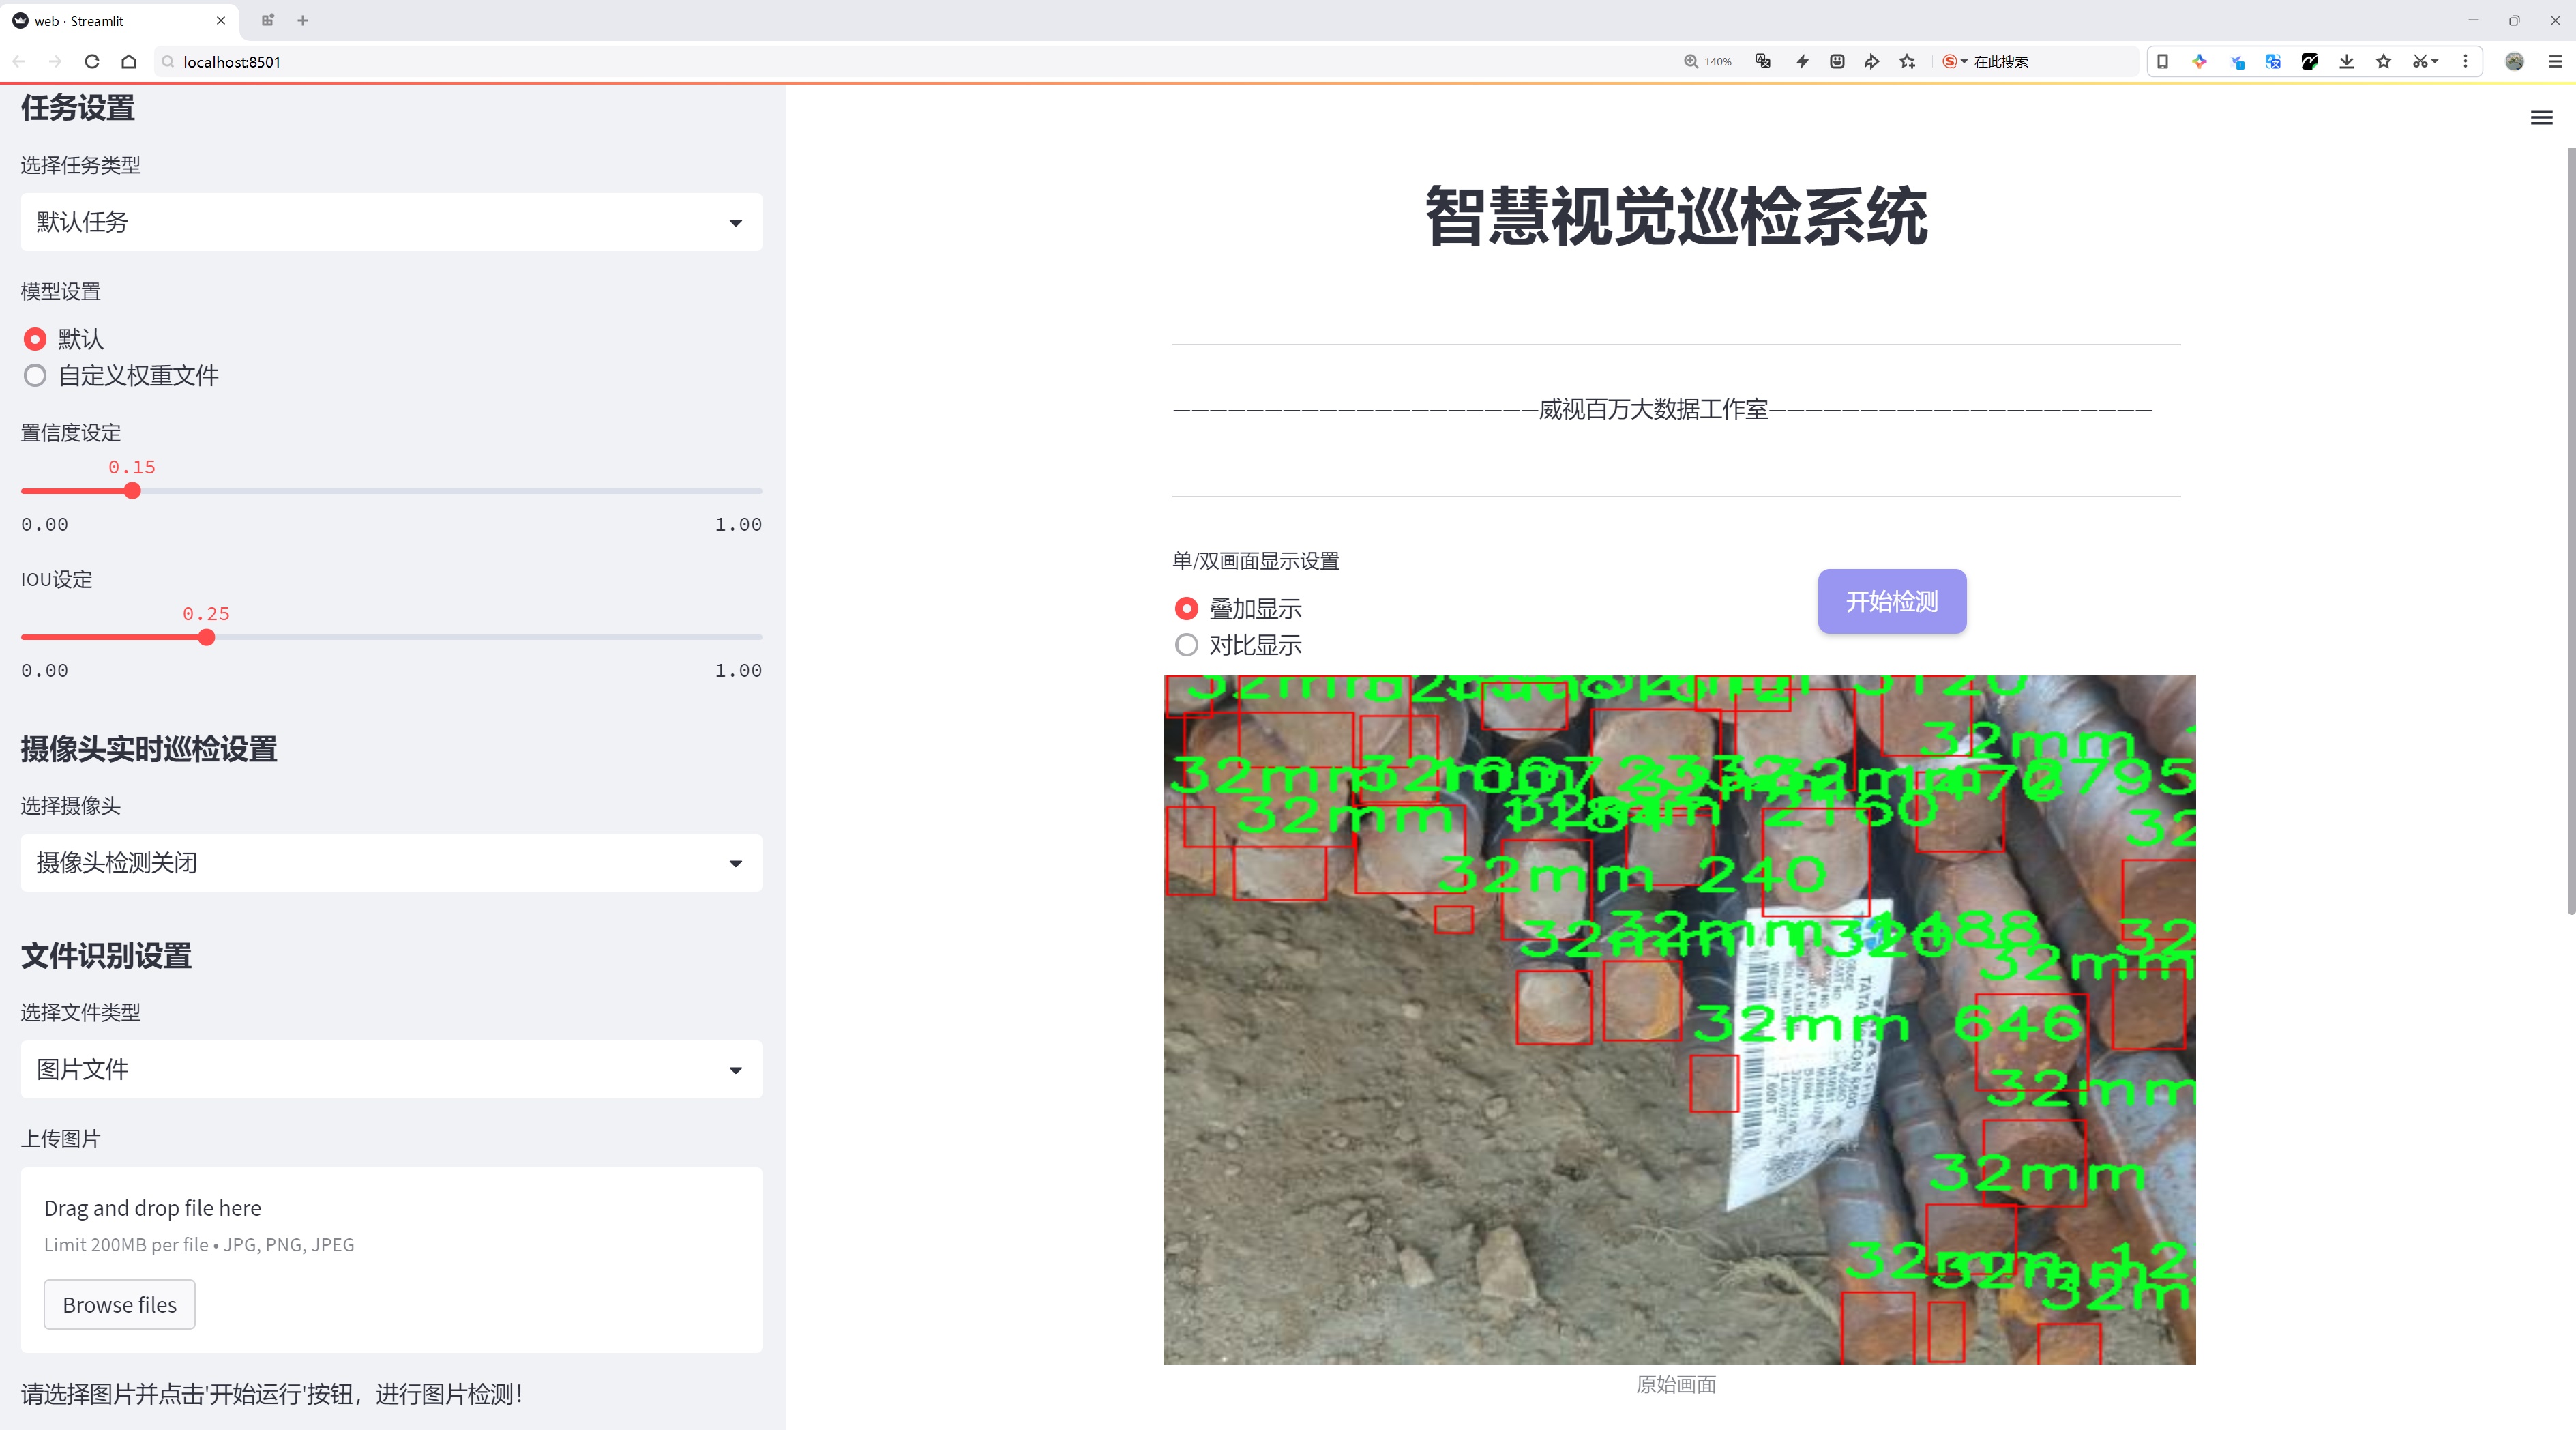 web · Streamlit
localhost:8501
140%
在此搜索
任务设置
选择任务类型
默认任务
模型设置
默认
自定义权重文件
置信度设定
0.15
0.00 1.00
IOU设定
0.25
0.00 1.00
摄像头实时巡检设置
选择摄像头
摄像头检测关闭
文件识别设置
选择文件类型
图片文件
上传图片
Drag and drop file here
Limit 200MB per file • JPG, PNG, JPEG
Browse files
请选择图片并点击'开始运行'按钮，进行图片检测！
智慧视觉巡检系统
————————————————————威视百万大数据工作室—————————————————————
单/双画面显示设置
叠加显示
对比显示
开始检测
32mm
32mm
32mm 2160
32mm 240
32mm 1488
32mm 320
32mm
32mm 646
32mm
32mm
32mm
原始画面